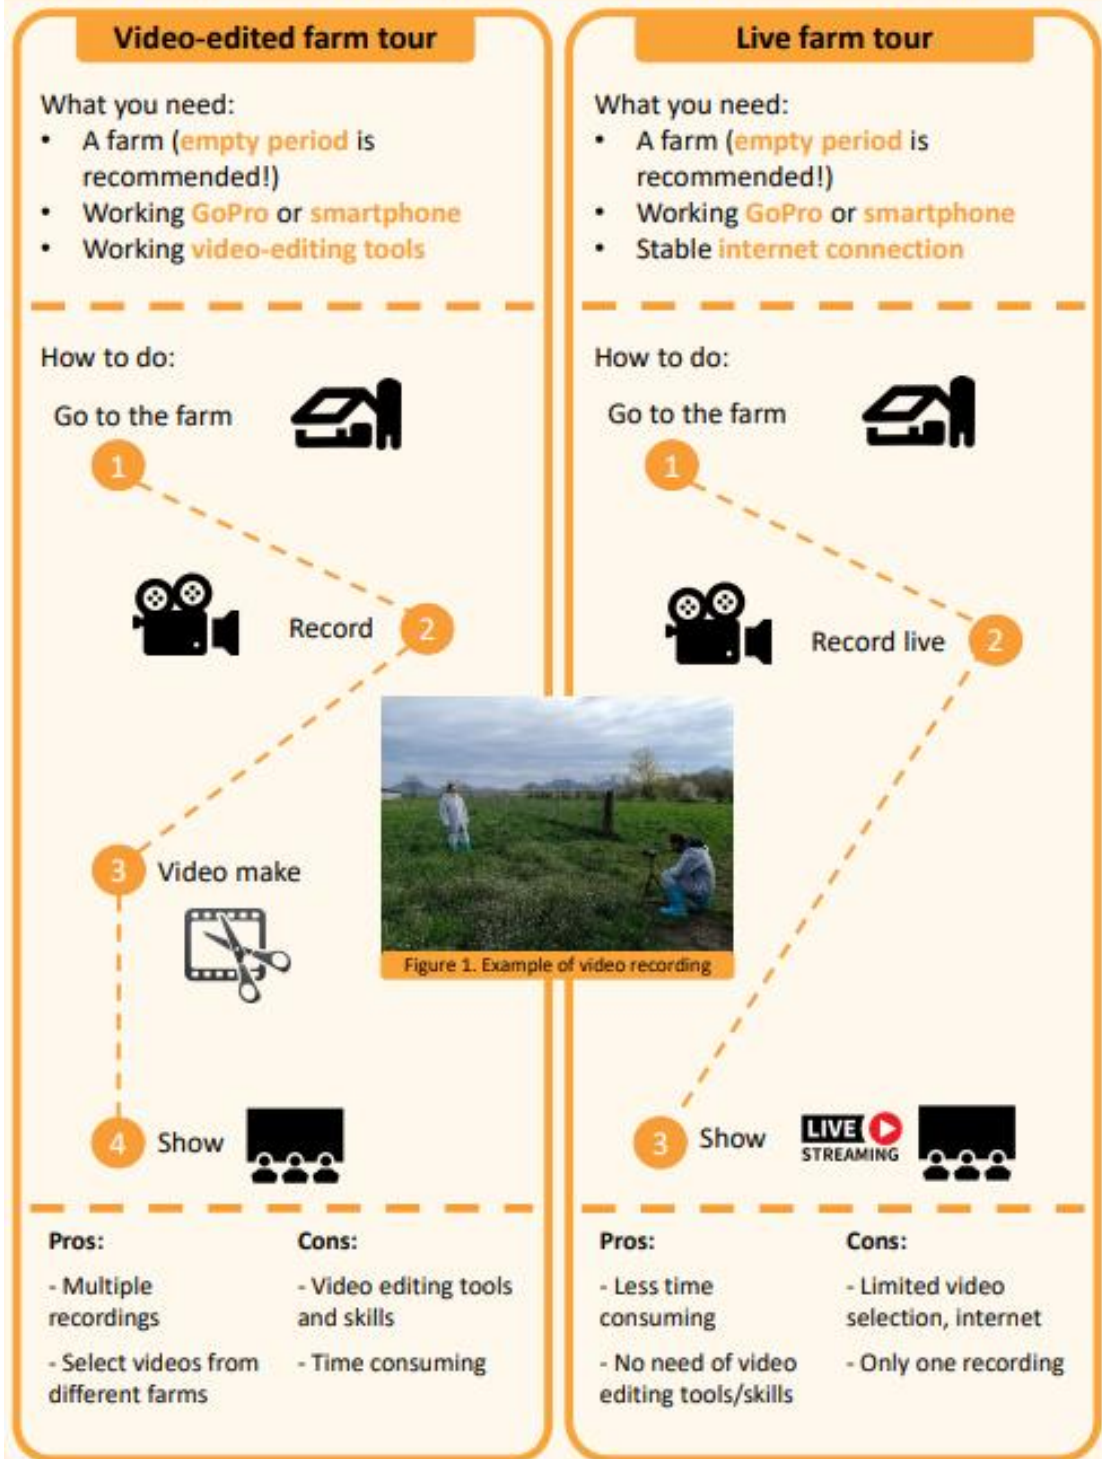 Video-edited farm tour
What you need:
• A farm (empty period is
recommended!)
• Working GoPro or smartphone
• Working video-editing tools
How to do:
Go to the farm
1
Record
2
3
Video make
4
Show
Pros:
- Multiple
recordings
- Select videos from
different farms
Cons:
- Video editing tools
and skills
- Time consuming
Figure 1. Example of video recording
Live farm tour
What you need:
• A farm (empty period is
recommended!)
• Working GoPro or smartphone
• Stable internet connection
How to do:
Go to the farm
1
Record live
2
3
Show
LIVE
STREAMING
Pros:
- Less time
consuming
- No need of video
editing tools/skills
Cons:
- Limited video
selection, internet
- Only one recording